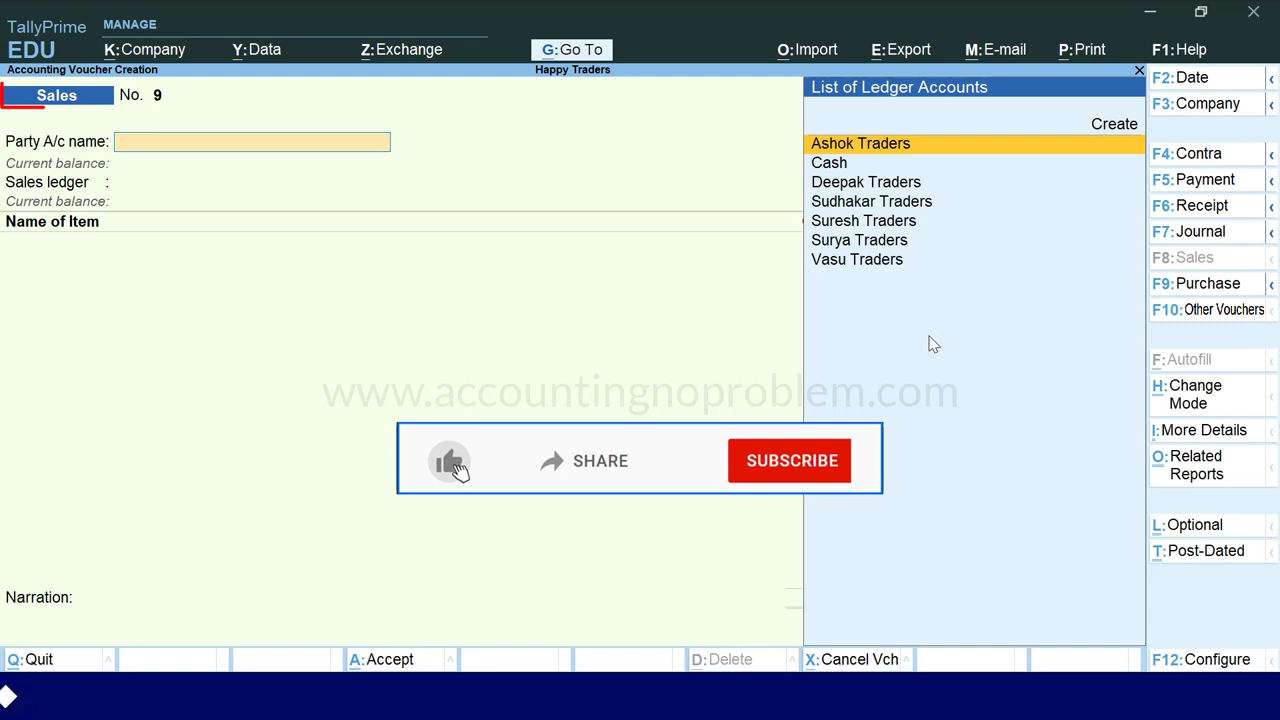 TallyPrime
EDU
MANAGE
K:Company
Y:Data
Z:Exchange
G:Go To
O:Import
E:Export
M:E-mail
P:Print
F1:Help
Accounting Voucher Creation
Happy Traders
Sales
No. 9
Party A/c name:
Current balance:
Sales ledger :
Current balance:
Name of Item
Narration:
List of Ledger Accounts
Create
Ashok Traders
Cash
Deepak Traders
Sudhakar Traders
Suresh Traders
Surya Traders
Vasu Traders
F2:Date
F3:Company
F4:Contra
F5:Payment
F6:Receipt
F7:Journal
F8:Sales
F9:Purchase
F10:Other Vouchers
F:Autofill
H:Change
Mode
I:More Details
O:Related
Reports
L:Optional
T:Post-Dated
www.accountingnoproblem.com
SHARE
SUBSCRIBE
Q:Quit
A:Accept
D:Delete
X:Cancel Vch
F12:Configure